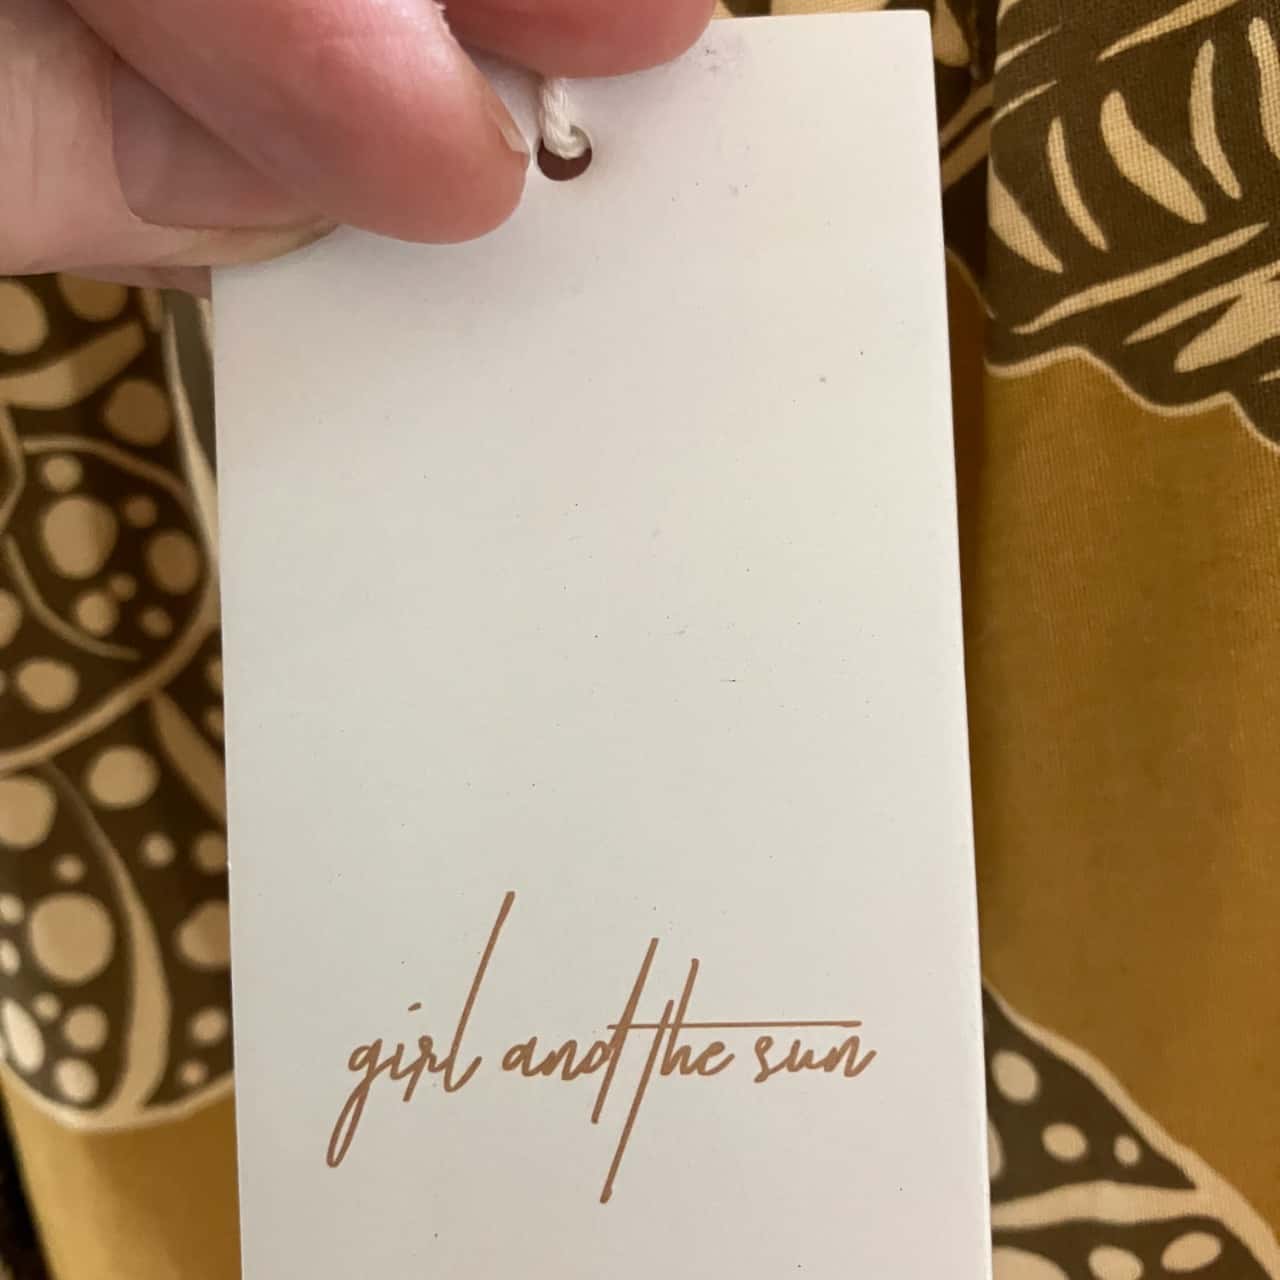 girl and the sun